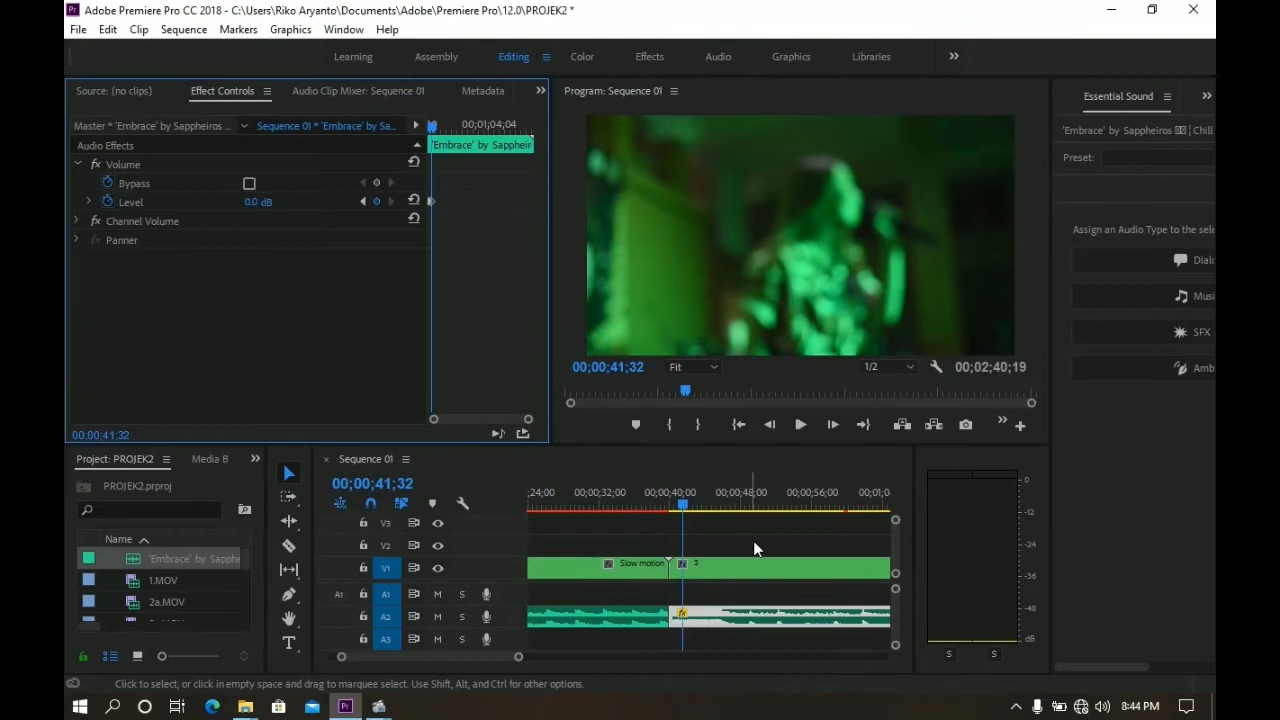 Adobe Premiere Pro CC 2018 - C:\Users\Riko Aryanto\Documents\Adobe\Premiere Pro\12.0\PROJEK2 *
File Edit Clip Sequence Markers Graphics Window Help
Learning Assembly Editing Color Effects Audio Graphics Libraries
Source: (no clips) Effect Controls Audio Clip Mixer: Sequence 01 Metadata
Master * 'Embrace' by Sappheiros ... Sequence 01 * 'Embrace' by Sa...
00;01;04;04
Audio Effects
'Embrace' by Sappheir
fx Volume
Bypass
Level 0.0 dB
fx Channel Volume
fx Panner
00;00;41;32
Program: Sequence 01
00;00;41;32 Fit 1/2 00;02;40;19
Essential Sound
'Embrace' by Sappheiros Chill
Preset:
Assign an Audio Type to the sele
Dialo
Musi
SFX
Amb
Project: PROJEK2 Media B
PROJEK2.prproj
Name
'Embrace' by Sapphe
1.MOV
2a.MOV
Sequence 01
00;00;41;32
;24;00 00;00;32;00 00;00;40;00 00;00;48;00 00;00;56;00 00;01;0
V3
V2
V1 fx Slow motion fx 3
A1 A1 M S
A2 M S fx
A3 M S
0
-12
-24
-36
-48
dB
S S
Click to select, or click in empty space and drag to marquee select. Use Shift, Alt, and Ctrl for other options.
8:44 PM